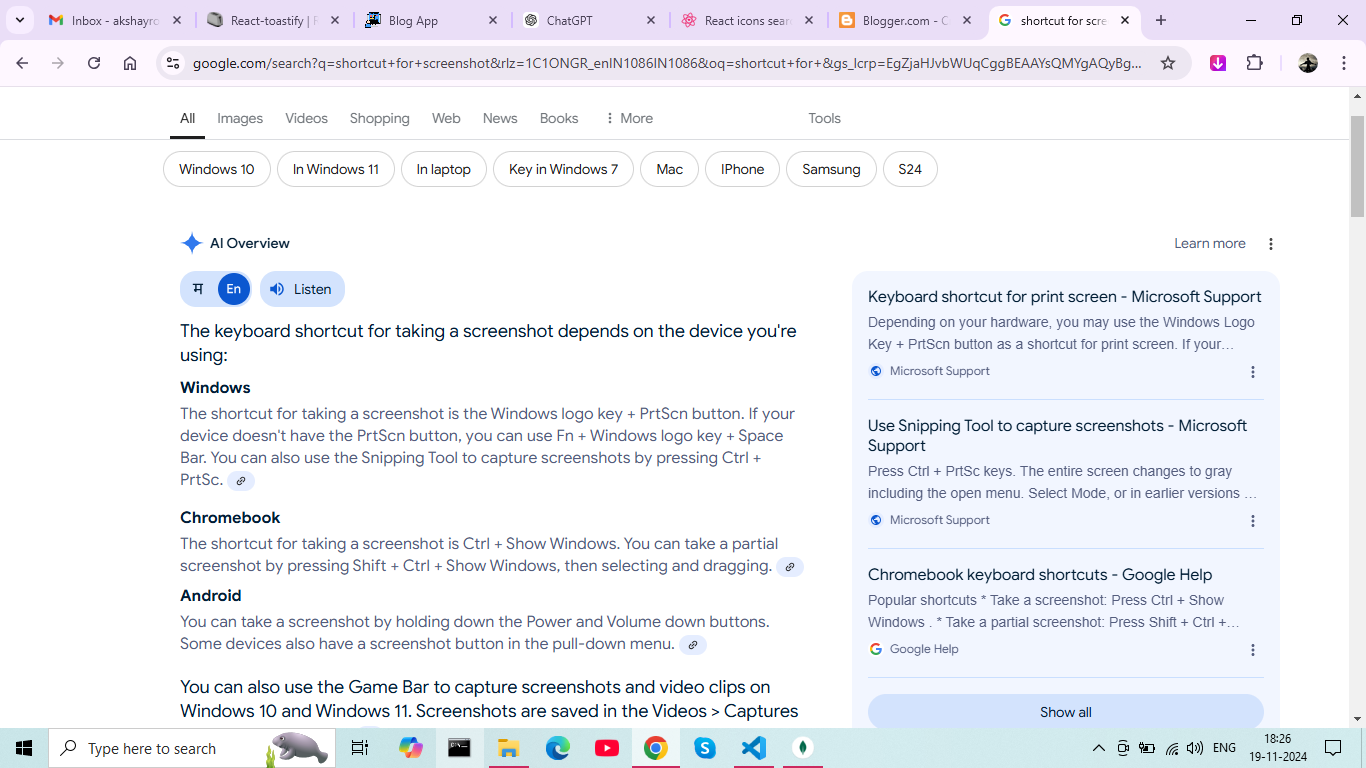 Inbox - akshayro
React-toastify | F
Blog App
ChatGPT
React icons sear
Blogger.com - C
shortcut for scre
google.com/search?q=shortcut+for+screenshot&rlz=1C1ONGR_enIN1086IN1086&oq=shortcut+for+&gs_lcrp=EgZjaHJvbWUqCggBEAAYsQMYgAQyBg...
All Images Videos Shopping Web News Books More Tools
Windows 10 In Windows 11 In laptop Key in Windows 7 Mac IPhone Samsung S24
AI Overview
Learn more
म En Listen
The keyboard shortcut for taking a screenshot depends on the device you're
using:
Windows
The shortcut for taking a screenshot is the Windows logo key + PrtScn button. If your
device doesn't have the PrtScn button, you can use Fn + Windows logo key + Space
Bar. You can also use the Snipping Tool to capture screenshots by pressing Ctrl +
PrtSc.
Chromebook
The shortcut for taking a screenshot is Ctrl + Show Windows. You can take a partial
screenshot by pressing Shift + Ctrl + Show Windows, then selecting and dragging.
Android
You can take a screenshot by holding down the Power and Volume down buttons.
Some devices also have a screenshot button in the pull-down menu.
You can also use the Game Bar to capture screenshots and video clips on
Windows 10 and Windows 11. Screenshots are saved in the Videos > Captures
Keyboard shortcut for print screen - Microsoft Support
Depending on your hardware, you may use the Windows Logo
Key + PrtScn button as a shortcut for print screen. If your...
Microsoft Support
Use Snipping Tool to capture screenshots - Microsoft
Support
Press Ctrl + PrtSc keys. The entire screen changes to gray
including the open menu. Select Mode, or in earlier versions ...
Microsoft Support
Chromebook keyboard shortcuts - Google Help
Popular shortcuts * Take a screenshot: Press Ctrl + Show
Windows . * Take a partial screenshot: Press Shift + Ctrl +...
Google Help
Show all
Type here to search
ENG
18:26
19-11-2024